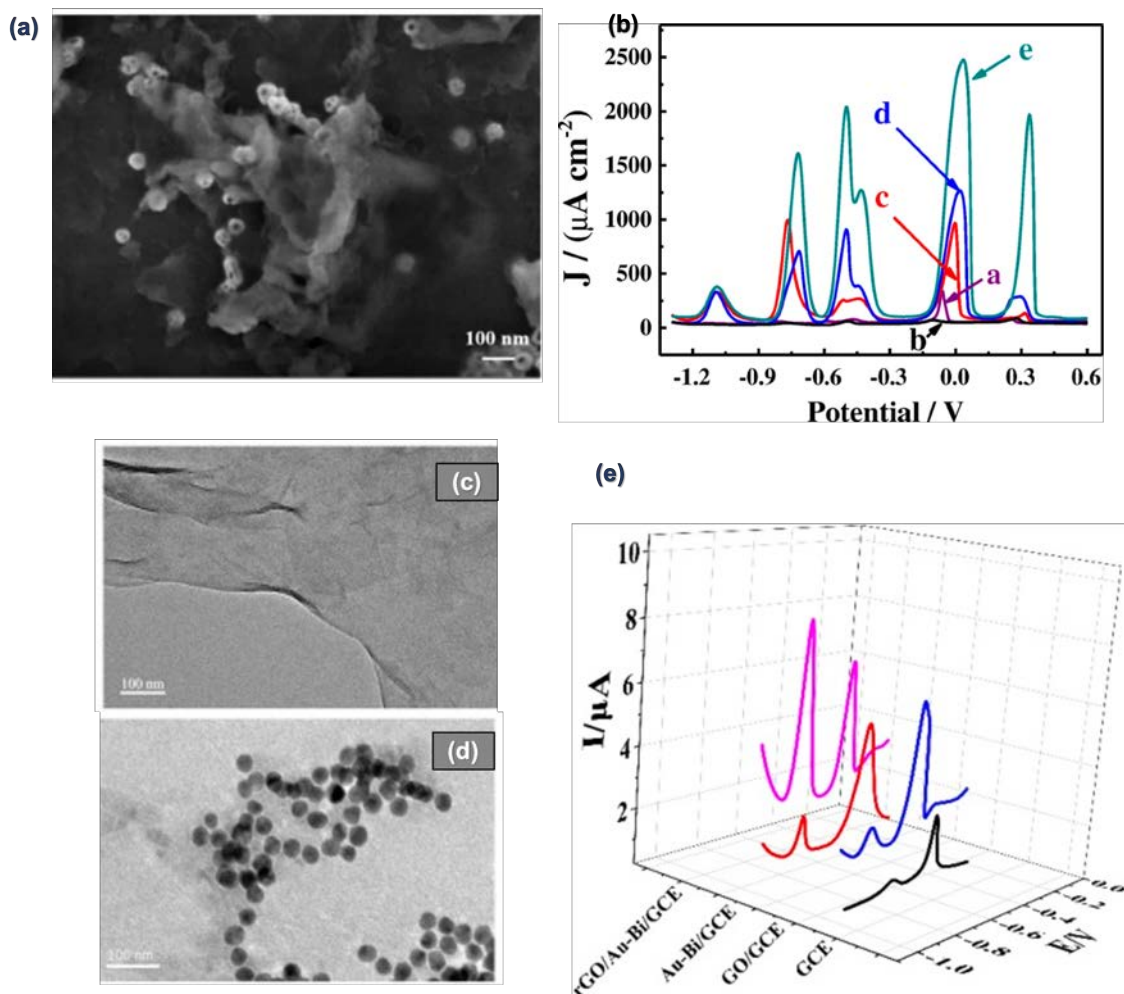 (a)
100 nm
(b)
2500
2000
1500
1000
500
0
J / (μA cm⁻²)
e
d
c
a
b
-1.2 -0.9 -0.6 -0.3 0.0 0.3 0.6
Potential / V
(c)
100 nm
(d)
100 nm
(e)
10
8
6
4
2
I/μA
rGO/Au-Bi/GCE
Au-Bi/GCE
GO/GCE
GCE
0.0
-0.2
-0.4
-0.6
-0.8
-1.0
E/V